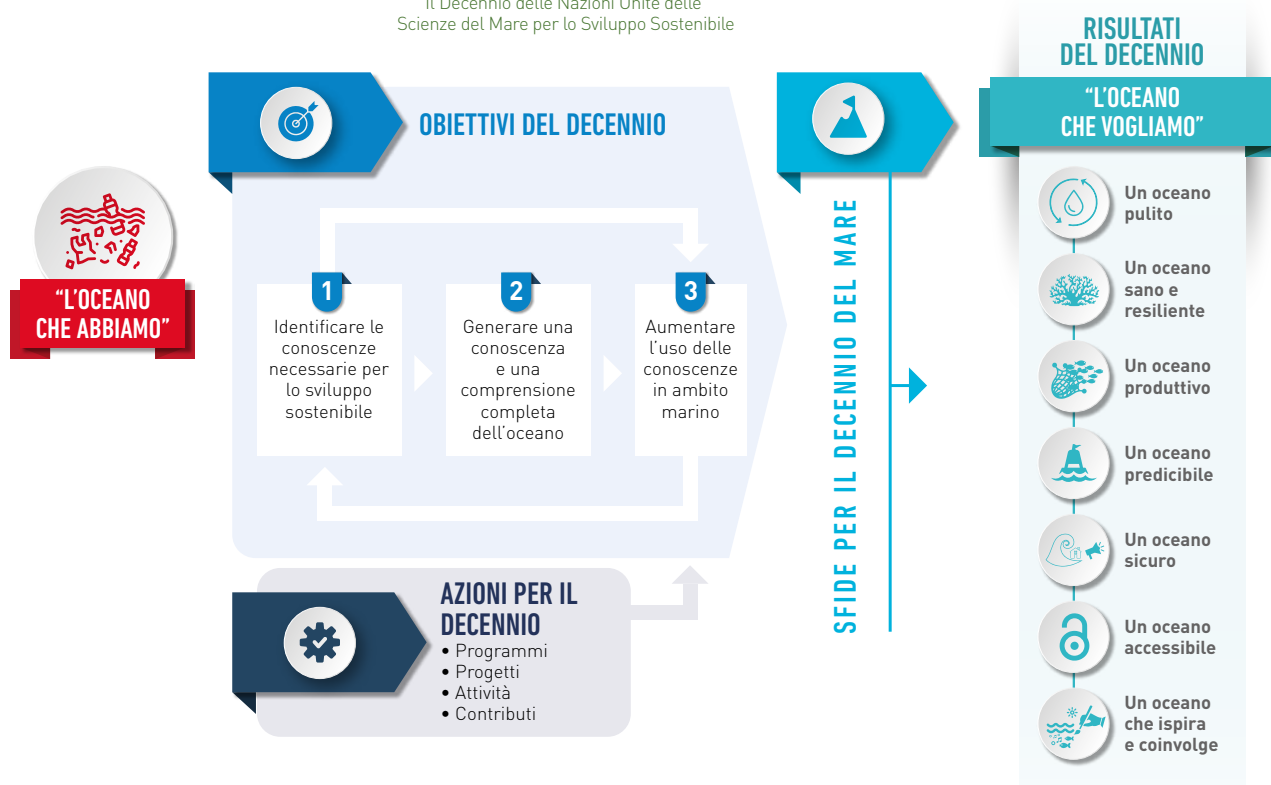 Il Decennio delle Nazioni Unite delle
Scienze del Mare per lo Sviluppo Sostenibile
"L'OCEANO
CHE ABBIAMO"
OBIETTIVI DEL DECENNIO
1
Identificare le
conoscenze
necessarie per
lo sviluppo
sostenibile
2
Generare una
conoscenza
e una
comprensione
completa
dell'oceano
3
Aumentare
l'uso delle
conoscenze
in ambito
marino
AZIONI PER IL
DECENNIO
• Programmi
• Progetti
• Attività
• Contributi
SFIDE PER IL DECENNIO DEL MARE
RISULTATI
DEL DECENNIO
"L'OCEANO
CHE VOGLIAMO"
Un oceano
pulito
Un oceano
sano e
resiliente
Un oceano
produttivo
Un oceano
predicibile
Un oceano
sicuro
Un oceano
accessibile
Un oceano
che ispira
e coinvolge